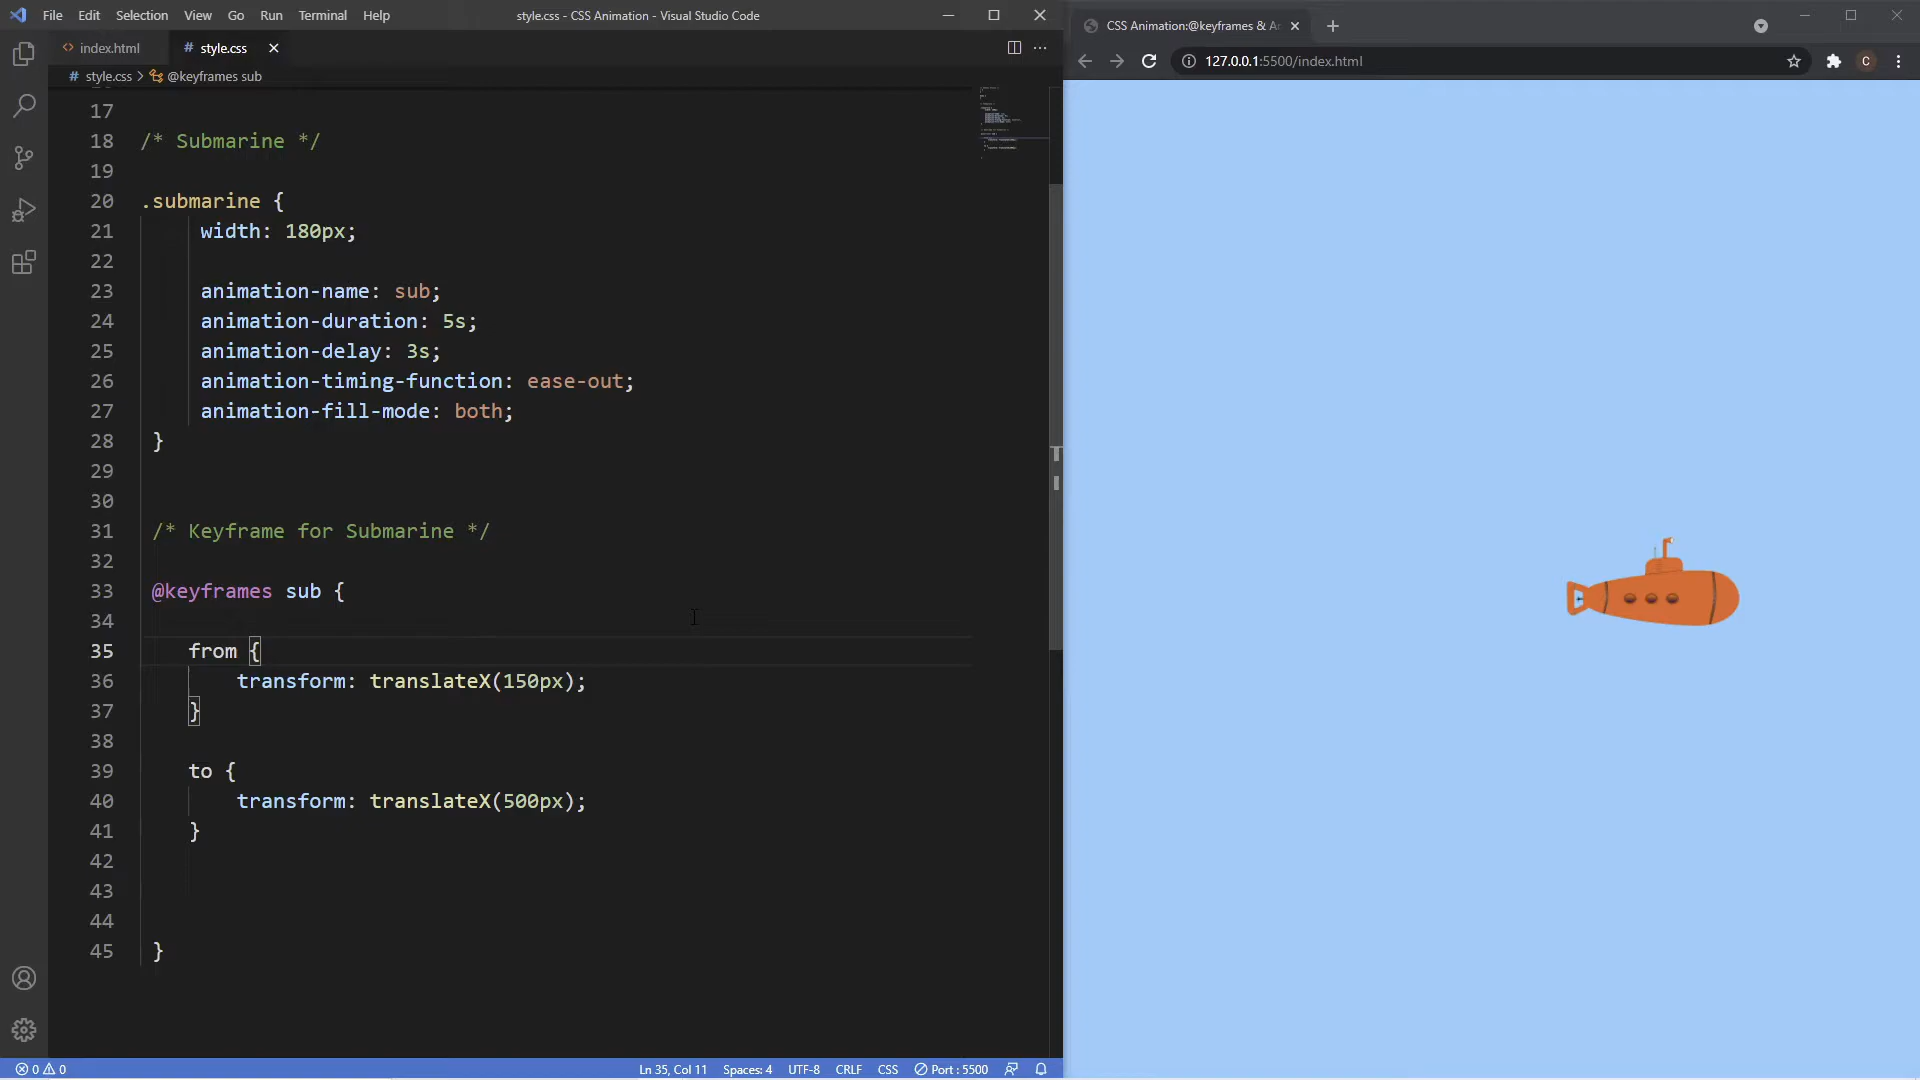 File Edit Selection View Go Run Terminal Help
style.css - CSS Animation - Visual Studio Code
index.html
# style.css
# style.css > @keyframes sub
17
18 /* Submarine */
19
20 .submarine {
21 width: 180px;
22
23 animation-name: sub;
24 animation-duration: 5s;
25 animation-delay: 3s;
26 animation-timing-function: ease-out;
27 animation-fill-mode: both;
28 }
29
30
31 /* Keyframe for Submarine */
32
33 @keyframes sub {
34
35 from {
36 transform: translateX(150px);
37 }
38
39 to {
40 transform: translateX(500px);
41 }
42
43
44
45 }
0 0
Ln 35, Col 11 Spaces: 4 UTF-8 CRLF CSS Port : 5500
CSS Animation:@keyframes &
127.0.0.1:5500/index.html
C